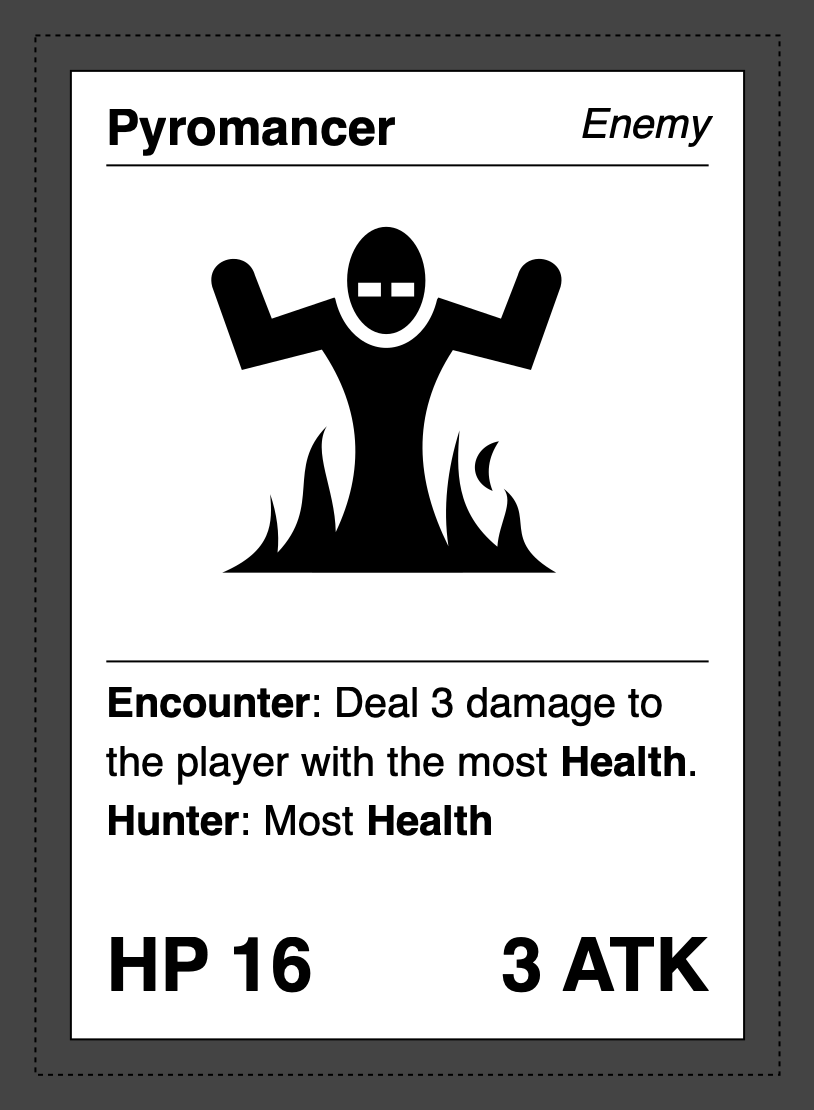 Pyromancer Enemy
Encounter: Deal 3 damage to
the player with the most Health.
Hunter: Most Health
HP 16 3 ATK